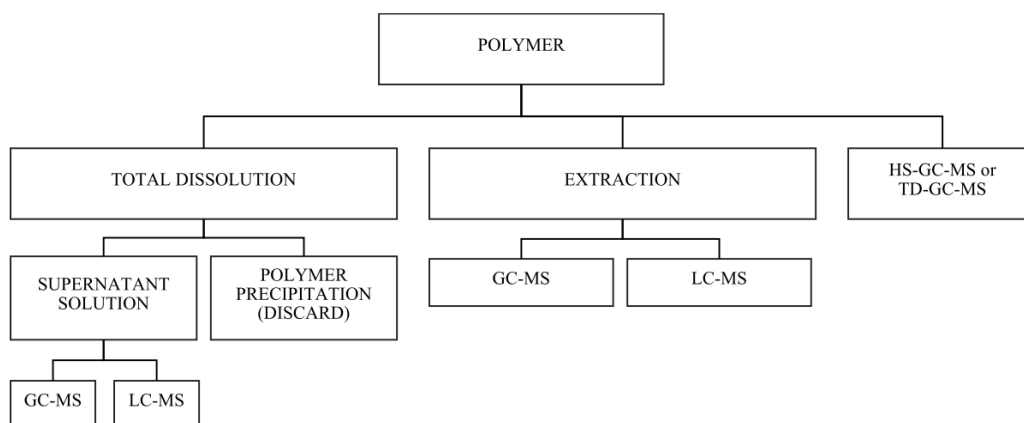 POLYMER
TOTAL DISSOLUTION
EXTRACTION
HS-GC-MS or
TD-GC-MS
SUPERNATANT
SOLUTION
POLYMER
PRECIPITATION
(DISCARD)
GC-MS
LC-MS
GC-MS
LC-MS